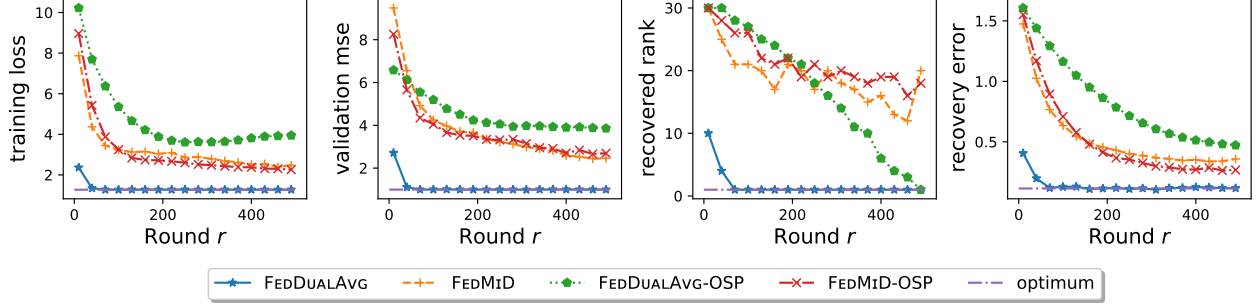 training loss
10
8
6
4
2
0
200
400
Round r
validation mse
8
6
4
2
0
200
400
Round r
recovered rank
30
20
10
0
0
200
400
Round r
recovery error
1.5
1.0
0.5
0
200
400
Round r
FEDDUALAVG
FEDMID
FEDDUALAVG-OSP
FEDMID-OSP
optimum